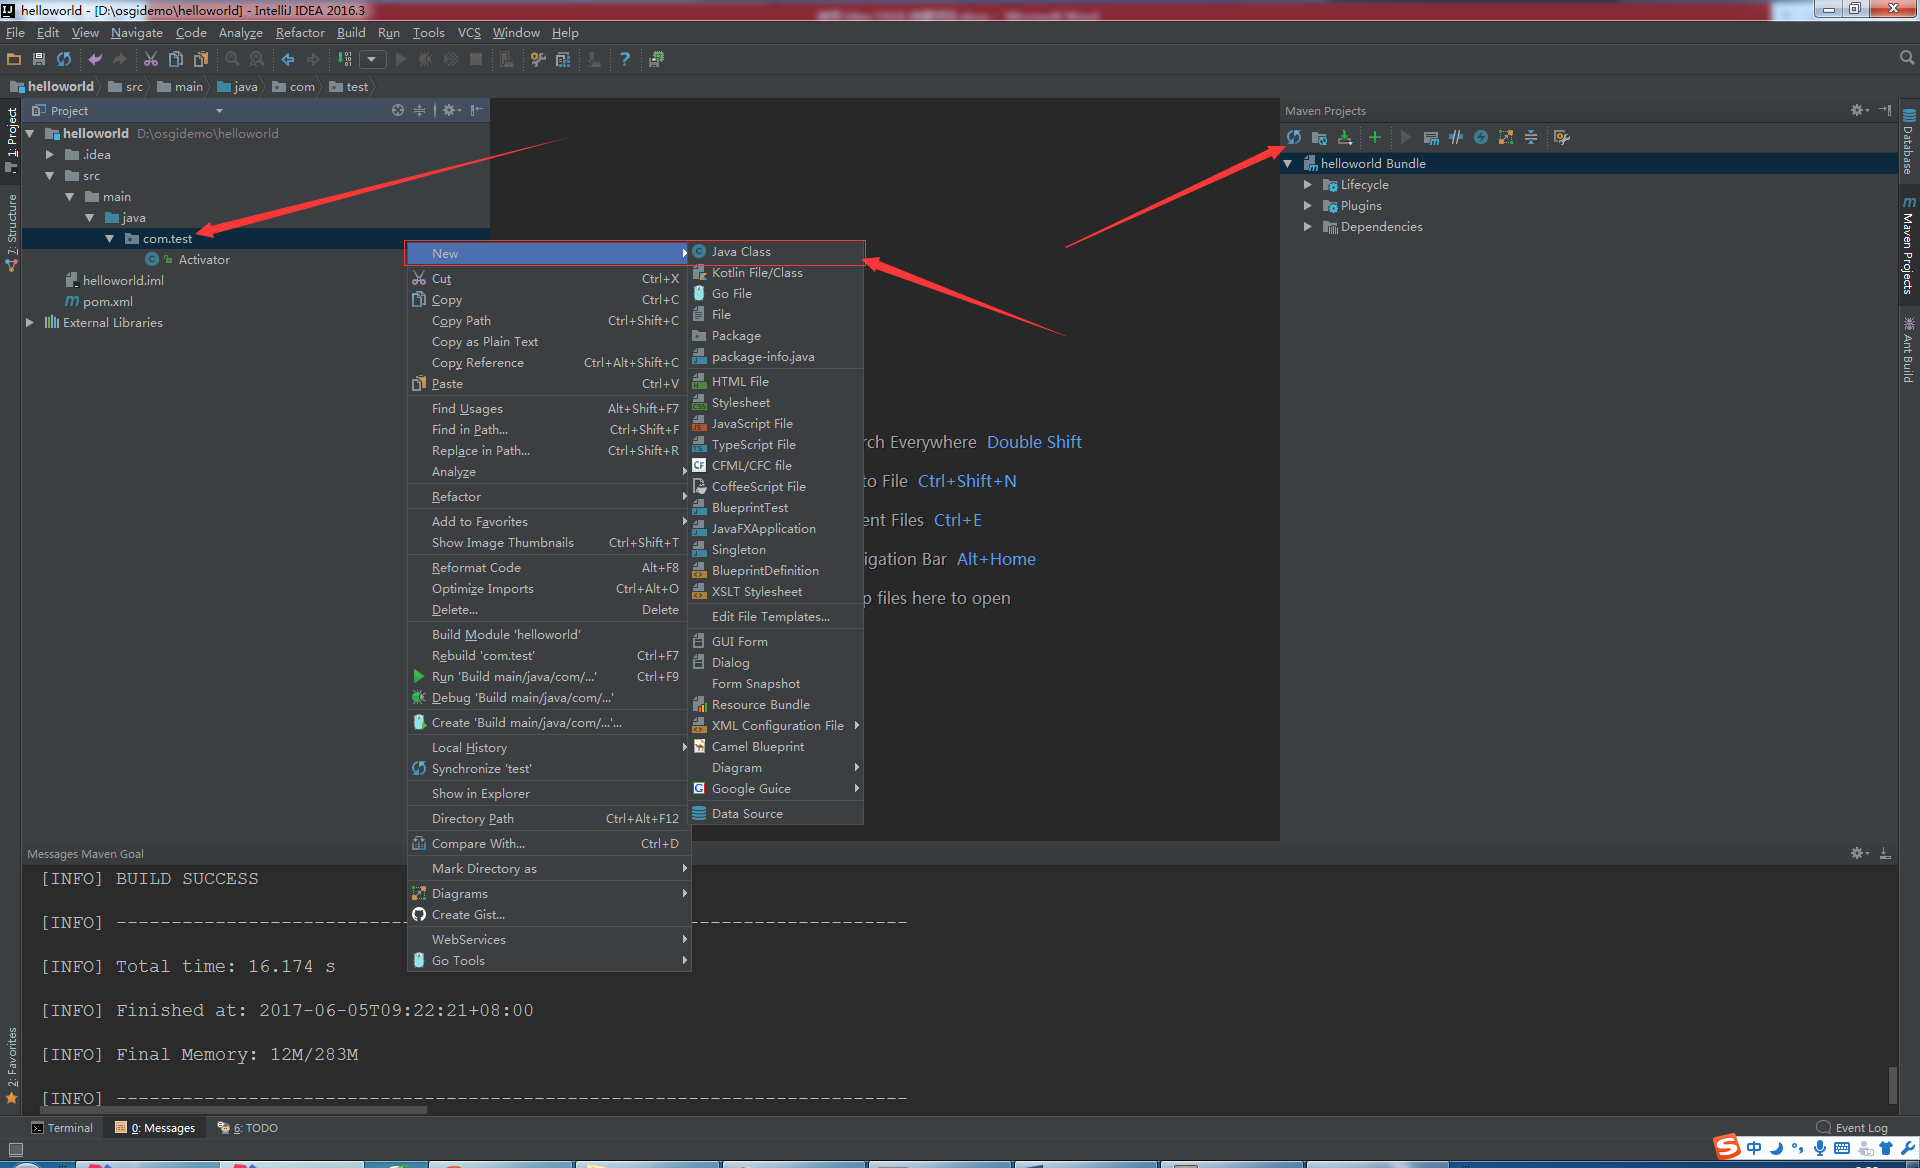 helloworld - [D:\osgidemo\helloworld] - IntelliJ IDEA 2016.3
File Edit View Navigate Code Analyze Refactor Build Run Tools VCS Window Help
helloworld src main java com test
Project
helloworld D:\osgidemo\helloworld
.idea
src
main
java
com.test
Activator
helloworld.iml
pom.xml
External Libraries
1: Project
7: Structure
2: Favorites
New
Cut Ctrl+X
Copy Ctrl+C
Copy Path Ctrl+Shift+C
Copy as Plain Text
Copy Reference Ctrl+Alt+Shift+C
Paste Ctrl+V
Find Usages Alt+Shift+F7
Find in Path... Ctrl+Shift+F
Replace in Path... Ctrl+Shift+R
Analyze
Refactor
Add to Favorites
Show Image Thumbnails Ctrl+Shift+T
Reformat Code Alt+F8
Optimize Imports Ctrl+Alt+O
Delete... Delete
Build Module 'helloworld'
Rebuild 'com.test' Ctrl+F7
Run 'Build main/java/com/...' Ctrl+F9
Debug 'Build main/java/com/...'
Create 'Build main/java/com/...'...
Local History
Synchronize 'test'
Show in Explorer
Directory Path Ctrl+Alt+F12
Compare With... Ctrl+D
Mark Directory as
Diagrams
Create Gist...
WebServices
Go Tools
Java Class
Kotlin File/Class
Go File
File
Package
package-info.java
HTML File
Stylesheet
JavaScript File
TypeScript File
CFML/CFC file
CoffeeScript File
BlueprintTest
JavaFXApplication
Singleton
BlueprintDefinition
XSLT Stylesheet
Edit File Templates...
GUI Form
Dialog
Form Snapshot
Resource Bundle
XML Configuration File
Camel Blueprint
Diagram
Google Guice
Data Source
rch Everywhere Double Shift
to File Ctrl+Shift+N
ent Files Ctrl+E
igation Bar Alt+Home
p files here to open
Maven Projects
helloworld Bundle
Lifecycle
Plugins
Dependencies
Database
Maven Projects
Ant Build
Messages Maven Goal
[INFO] BUILD SUCCESS
[INFO] ------------------------------------------------------------------------
[INFO] Total time: 16.174 s
[INFO] Finished at: 2017-06-05T09:22:21+08:00
[INFO] Final Memory: 12M/283M
[INFO] ------------------------------------------------------------------------
Terminal 0: Messages 6: TODO Event Log
中